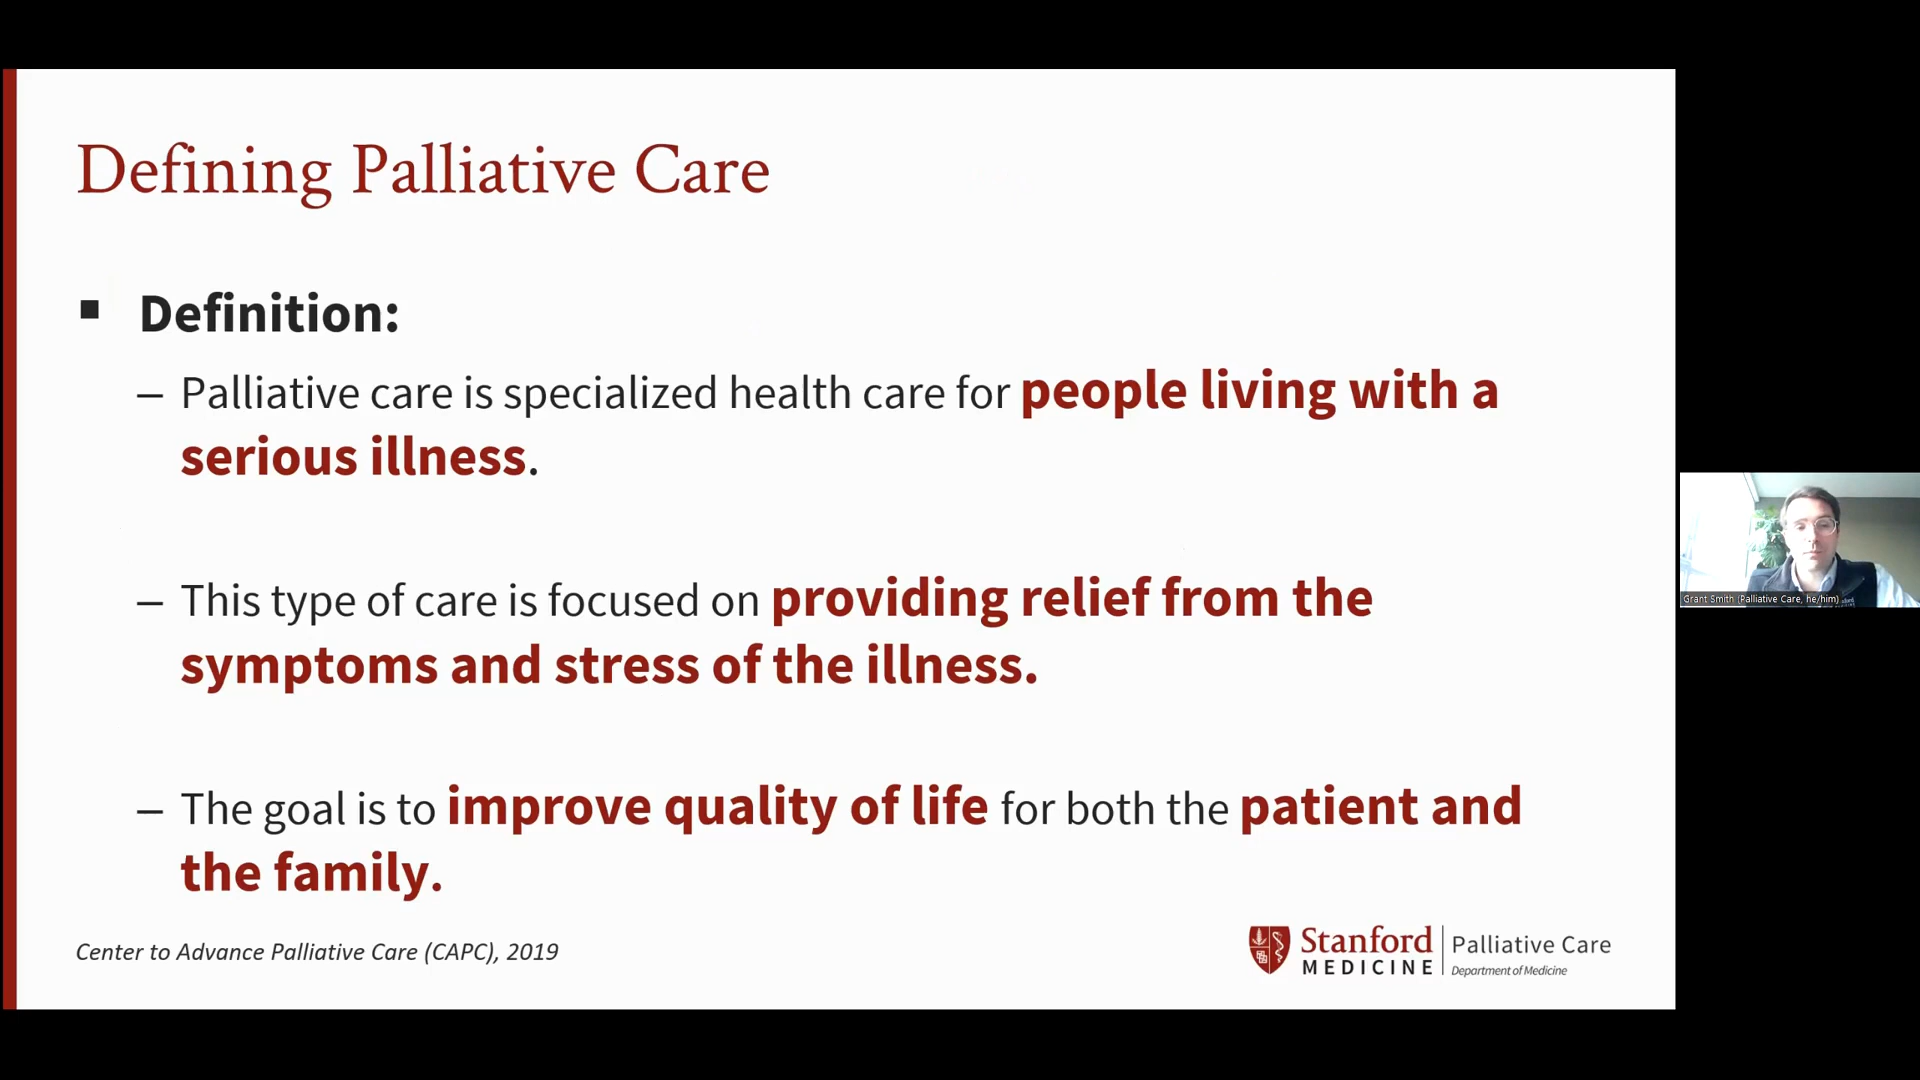 Defining Palliative Care
▪ Definition:
– Palliative care is specialized health care for people living with a
serious illness.
– This type of care is focused on providing relief from the
symptoms and stress of the illness.
– The goal is to improve quality of life for both the patient and
the family.
Center to Advance Palliative Care (CAPC), 2019
Stanford
MEDICINE
Palliative Care
Department of Medicine
Grant Smith (Palliative Care, he/him)